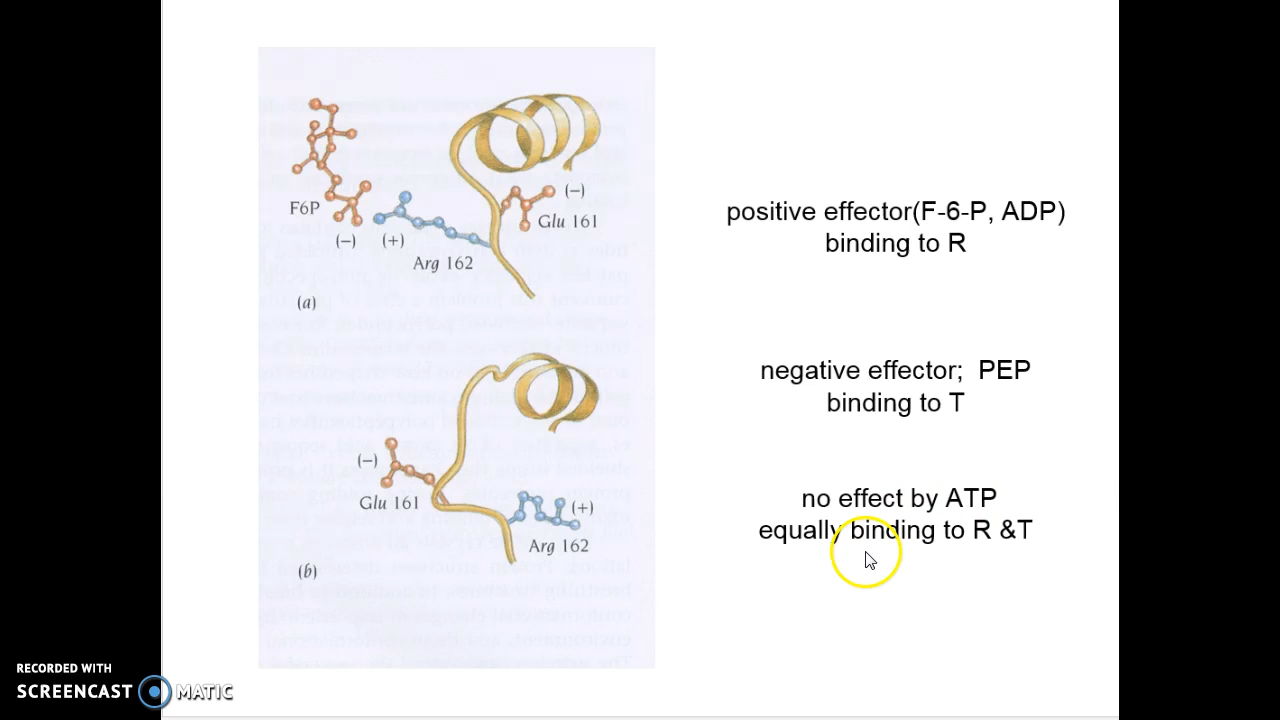 F6P
(−)
(+)
Arg 162
(−)
Glu 161
(a)
(−)
Glu 161
(+)
Arg 162
(b)
positive effector(F-6-P, ADP)
binding to R
negative effector;  PEP
binding to T
no effect by ATP
equally binding to R &T
RECORDED WITH
SCREENCAST MATIC